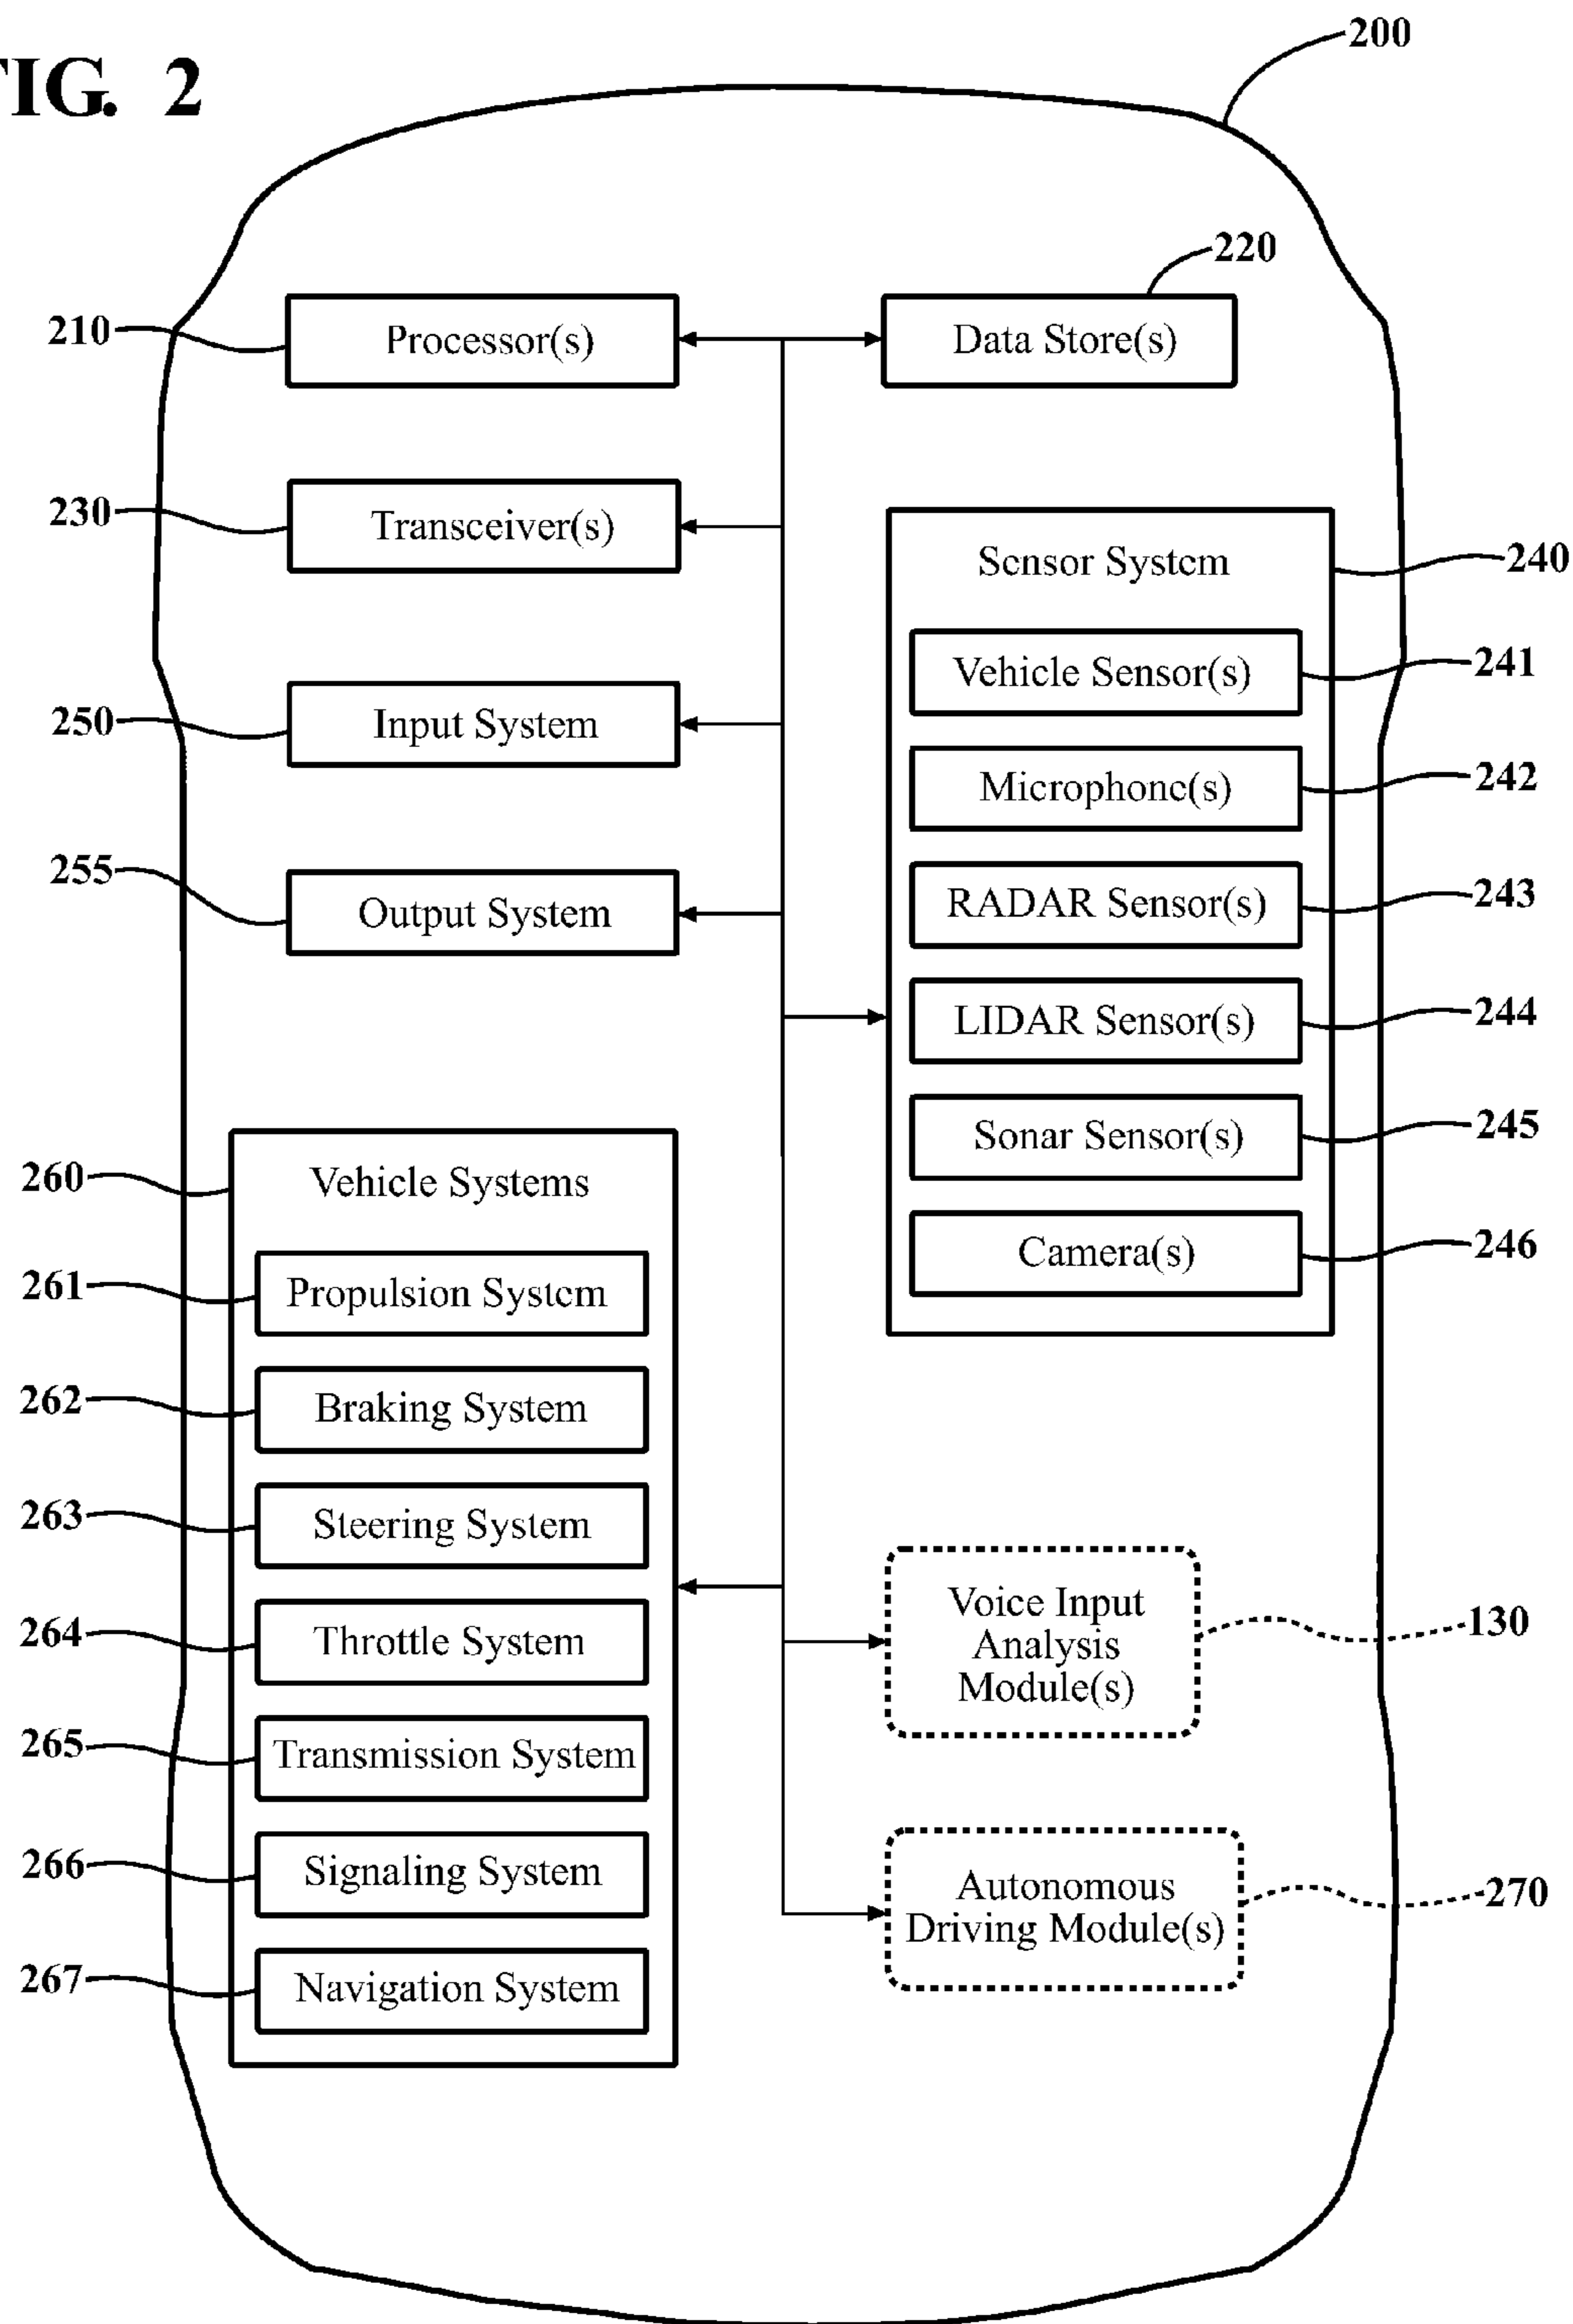 FIG. 2
200
220
210
Processor(s)
Data Store(s)
230
Transceiver(s)
Sensor System
240
Vehicle Sensor(s)
241
250
Input System
Microphone(s)
242
255
Output System
RADAR Sensor(s)
243
LIDAR Sensor(s)
244
Sonar Sensor(s)
245
260
Vehicle Systems
Camera(s)
246
261
Propulsion System
262
Braking System
263
Steering System
264
Throttle System
Voice Input
Analysis
Module(s)
130
265
Transmission System
266
Signaling System
Autonomous
Driving Module(s)
270
267
Navigation System